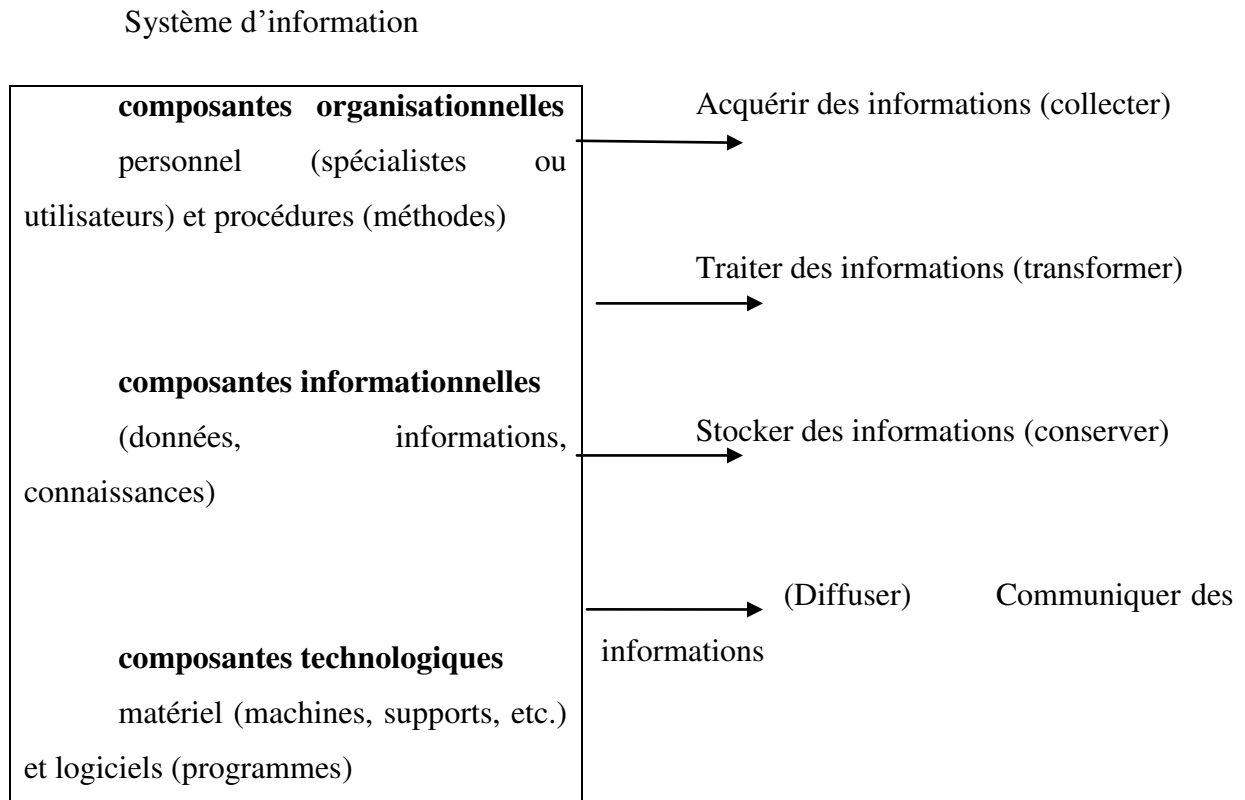 Système d’information
composantes organisationnelles
personnel (spécialistes ou
utilisateurs) et procédures (méthodes)
composantes informationnelles
(données, informations,
connaissances)
composantes technologiques
matériel (machines, supports, etc.)
et logiciels (programmes)
Acquérir des informations (collecter)
Traiter des informations (transformer)
Stocker des informations (conserver)
(Diffuser) Communiquer des
informations